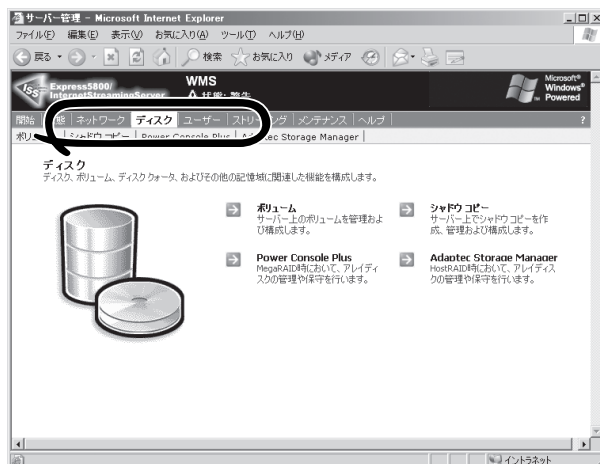 サーバー管理 - Microsoft Internet Explorer
ファイル(F) 編集(E) 表示(V) お気に入り(A) ツール(T) ヘルプ(H)
戻る 検索 お気に入り メディア
iss Express5800/ InternetStreamingServer
WMS
状態: 警告
Microsoft® Windows® Powered
開始 態 ネットワーク ディスク ユーザー ストリーミング メンテナンス ヘルプ ?
シャドウ コピー Power Console Plus Storage Manager
ディスク
ディスク、ボリューム、ディスク クォータ、およびその他の記憶域に関連した機能を構成します。
ボリューム
サーバー上のボリュームを管理およ
び構成します。
シャドウ コピー
サーバー上でシャドウ コピーを作
成、管理および構成します。
Power Console Plus
MegaRAID時において、アレイディ
スクの管理や保守を行います。
Adaptec Storage Manager
HostRAID時において、アレイディス
クの管理や保守を行います。
イントラネット